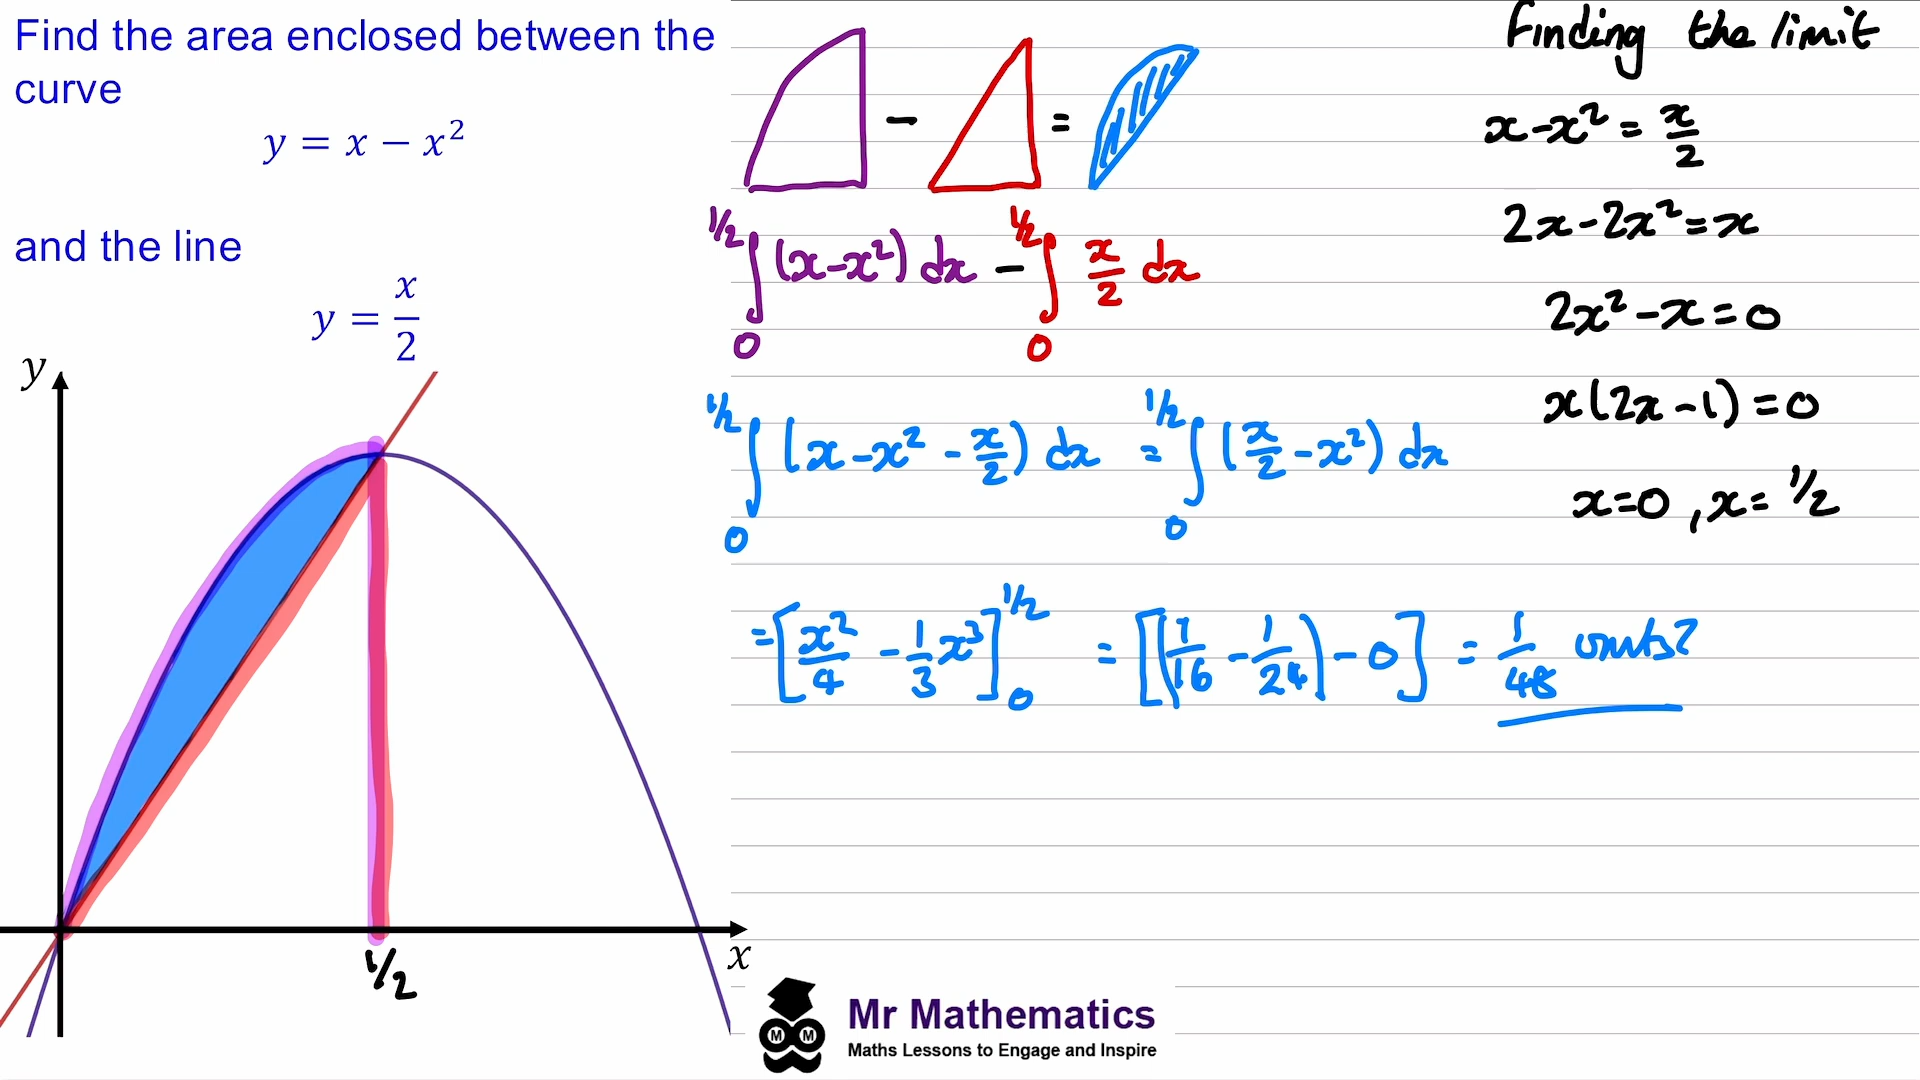 Find the area enclosed between the
curve
y = x − x²
and the line
y = x/2
y
x
1/2
− =
1/2 ∫ 0 (x−x²) dx − 1/2 ∫ 0 x/2 dx
1/2 ∫ 0 (x−x² − x/2) dx = 1/2 ∫ 0 (x/2 −x²) dx
= [x²/4 − 1/3 x³] 1/2 0 = [(1/16 − 1/24) − 0] = 1/48 units²
Finding the limit
x−x² = x/2
2x−2x² = x
2x²−x = 0
x(2x−1) = 0
x=0 , x= 1/2
M M
Mr Mathematics
Maths Lessons to Engage and Inspire